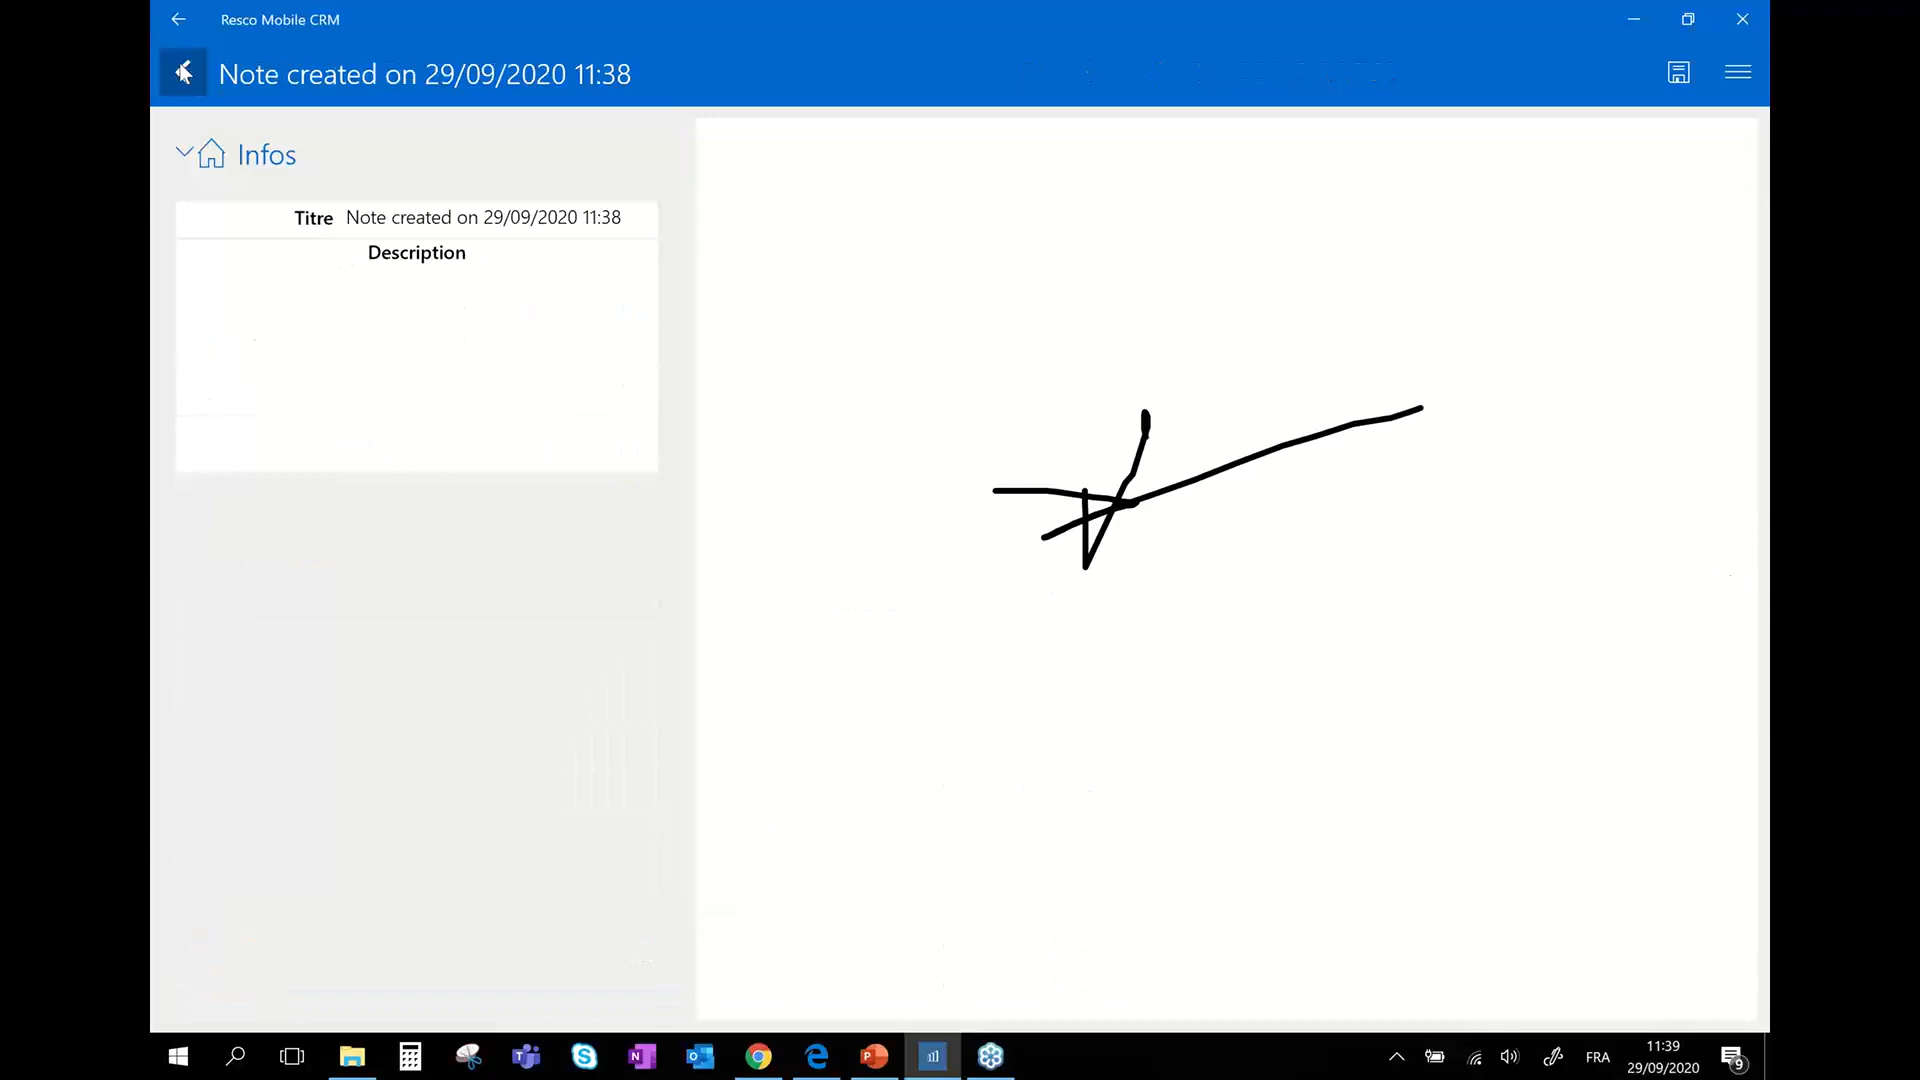 Resco Mobile CRM
Note created on 29/09/2020 11:38
Infos
Titre Note created on 29/09/2020 11:38
Description
FRA
11:39
29/09/2020
9